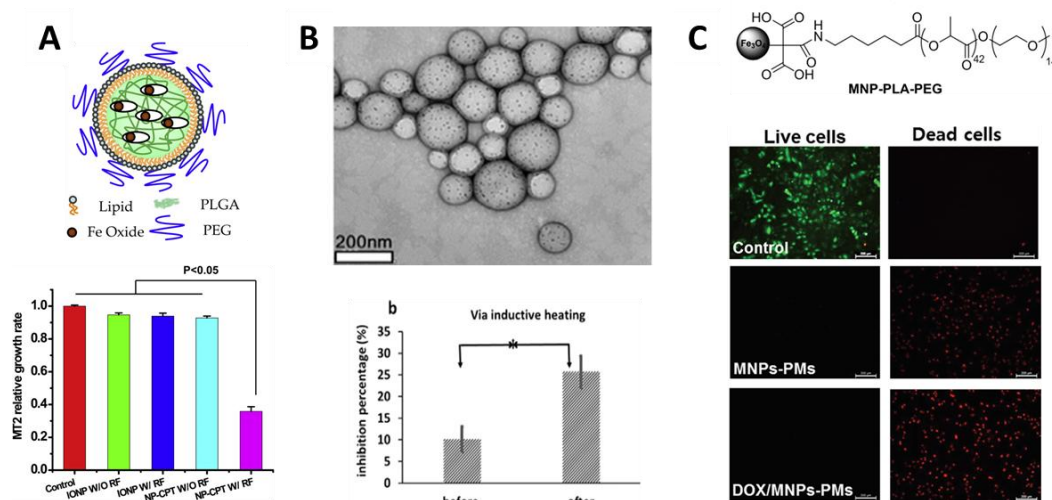 A
Lipid
PLGA
Fe Oxide
PEG
P<0.05
MT2 relative growth rate
1.0
0.8
0.6
0.4
0.2
0.0
Control
IONP W/O RF
IONP W/ RF
NP-CPT W/O RF
NP-CPT W/ RF
B
200nm
b
Via inductive heating
*
inhibition percentage (%)
35
30
25
20
15
10
5
0
before
after
C
HO O
Fe₃O₄
H
N
O
O
OH
O
O
O
42
O
O
MNP-PLA-PEG
Live cells
Dead cells
Control
MNPs-PMs
DOX/MNPs-PMs